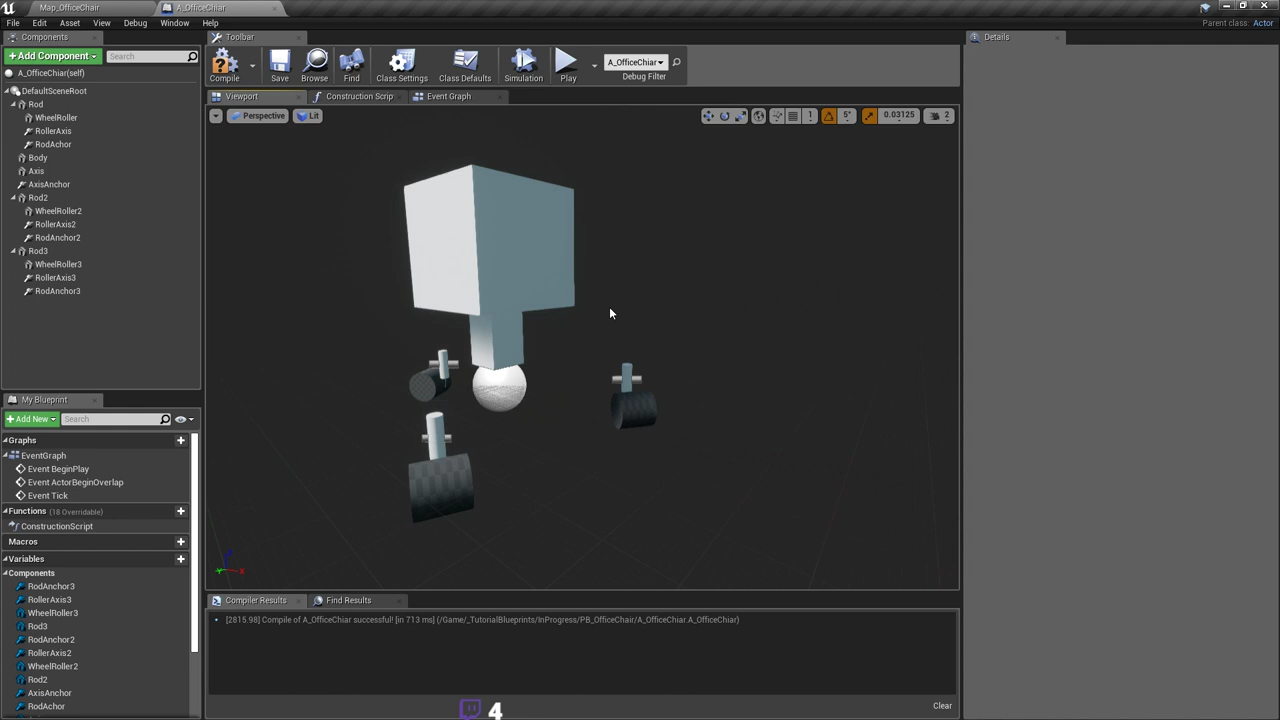 Map_OfficeChair
A_OfficeChiar
File Edit Asset View Debug Window Help
Parent class: Actor
Components
+Add Component
Search
A_OfficeChiar(self)
DefaultSceneRoot
Rod
WheelRoller
RollerAxis
RodAchor
Body
Axis
AxisAnchor
Rod2
WheelRoller2
RollerAxis2
RodAnchor2
Rod3
WheelRoller3
RollerAxis3
RodAnchor3
My Blueprint
+Add New
Search
Graphs
EventGraph
Event BeginPlay
Event ActorBeginOverlap
Event Tick
Functions (18 Overridable)
ConstructionScript
Macros
Variables
Components
RodAnchor3
RollerAxis3
WheelRoller3
Rod3
RodAnchor2
RollerAxis2
WheelRoller2
Rod2
AxisAnchor
RodAchor
Toolbar
Compile Save Browse Find Class Settings Class Defaults Simulation Play
A_OfficeChiar
Debug Filter
Viewport Construction Scrip Event Graph
Perspective Lit
1 5° 0.03125 2
Z
Y X
Compiler Results Find Results
[2815.98] Compile of A_OfficeChiar successful! [in 713 ms] (/Game/_TutorialBlueprints/InProgress/PB_OfficeChair/A_OfficeChiar.A_OfficeChiar)
4
Clear
Details